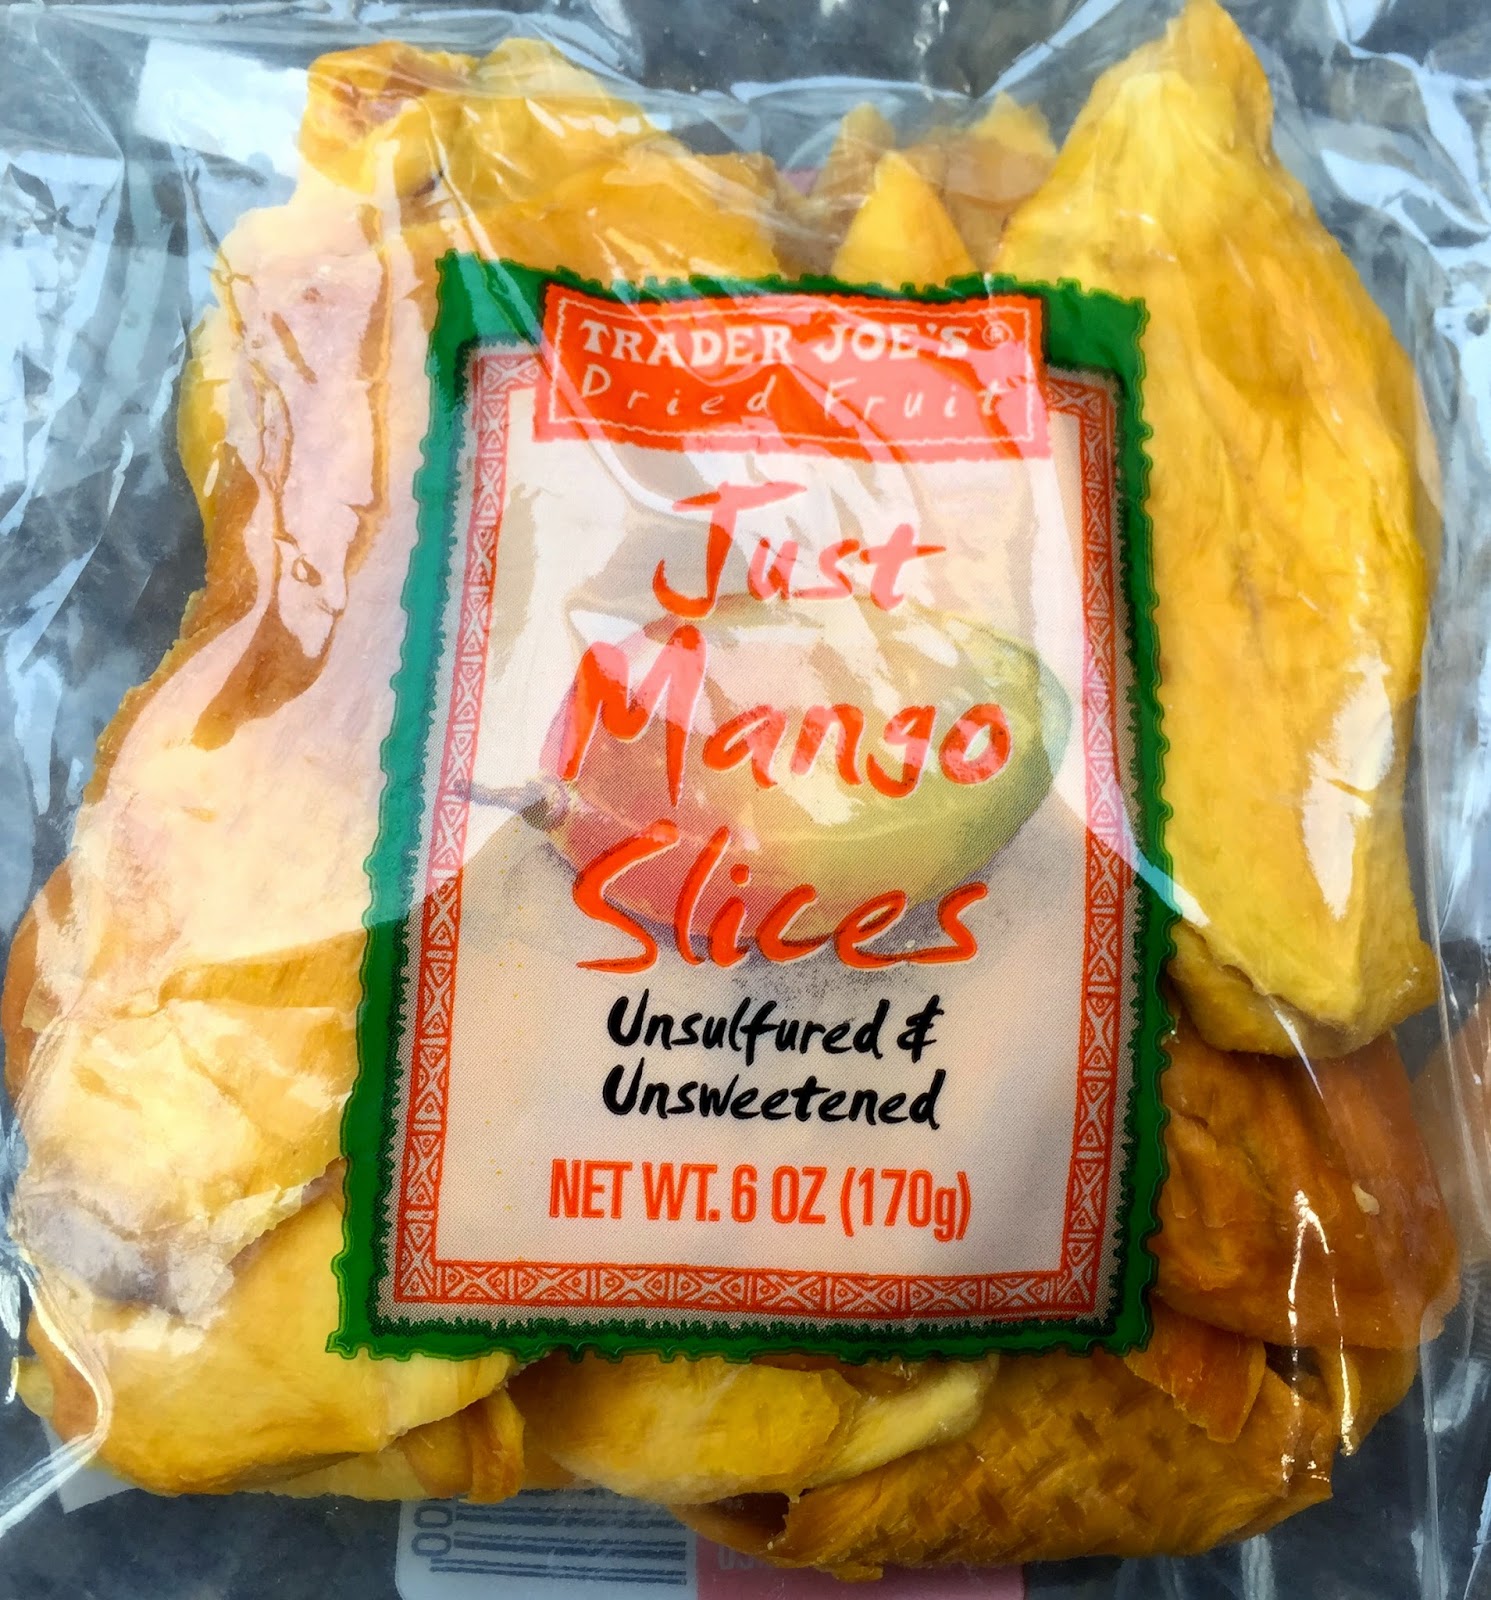 TRADER JOE'S®
Dried Fruit
Just
Mango
Slices
Unsulfured &
Unsweetened
NET WT. 6 OZ (170g)